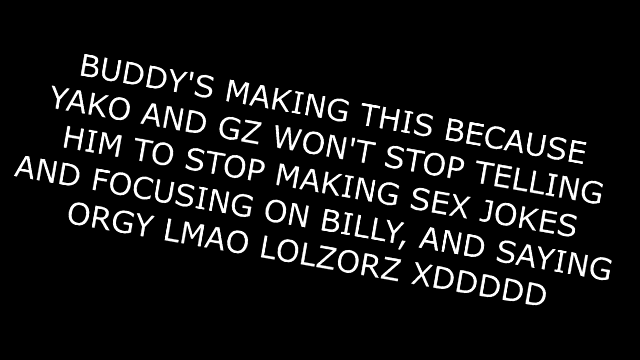 BUDDY'S MAKING THIS BECAUSE
YAKO AND GZ WON'T STOP TELLING
HIM TO STOP MAKING SEX JOKES
AND FOCUSING ON BILLY, AND SAYING
ORGY LMAO LOLZORZ XDDDDD